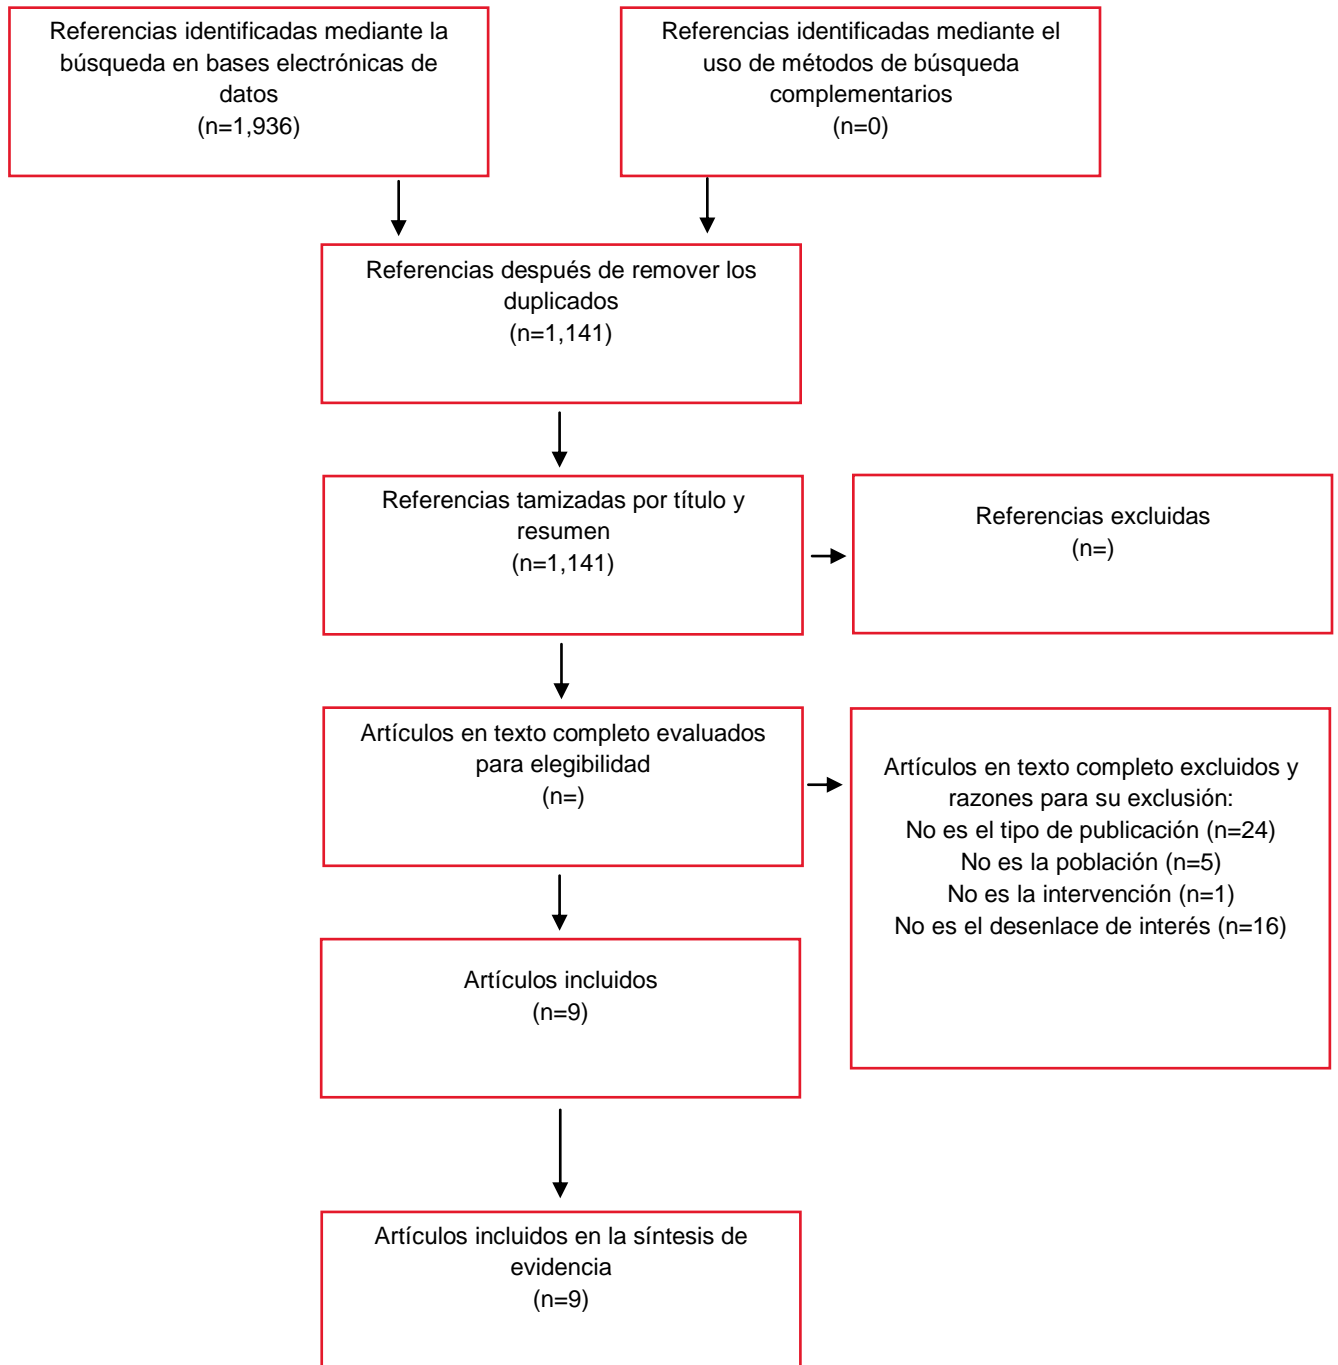 Referencias identificadas mediante la
búsqueda en bases electrónicas de
datos
(n=1,936)
Referencias identificadas mediante el
uso de métodos de búsqueda
complementarios
(n=0)
Referencias después de remover los
duplicados
(n=1,141)
Referencias tamizadas por título y
resumen
(n=1,141)
Referencias excluidas
(n=)
Artículos en texto completo evaluados
para elegibilidad
(n=)
Artículos en texto completo excluidos y
razones para su exclusión:
No es el tipo de publicación (n=24)
No es la población (n=5)
No es la intervención (n=1)
No es el desenlace de interés (n=16)
Artículos incluidos
(n=9)
Artículos incluidos en la síntesis de
evidencia
(n=9)